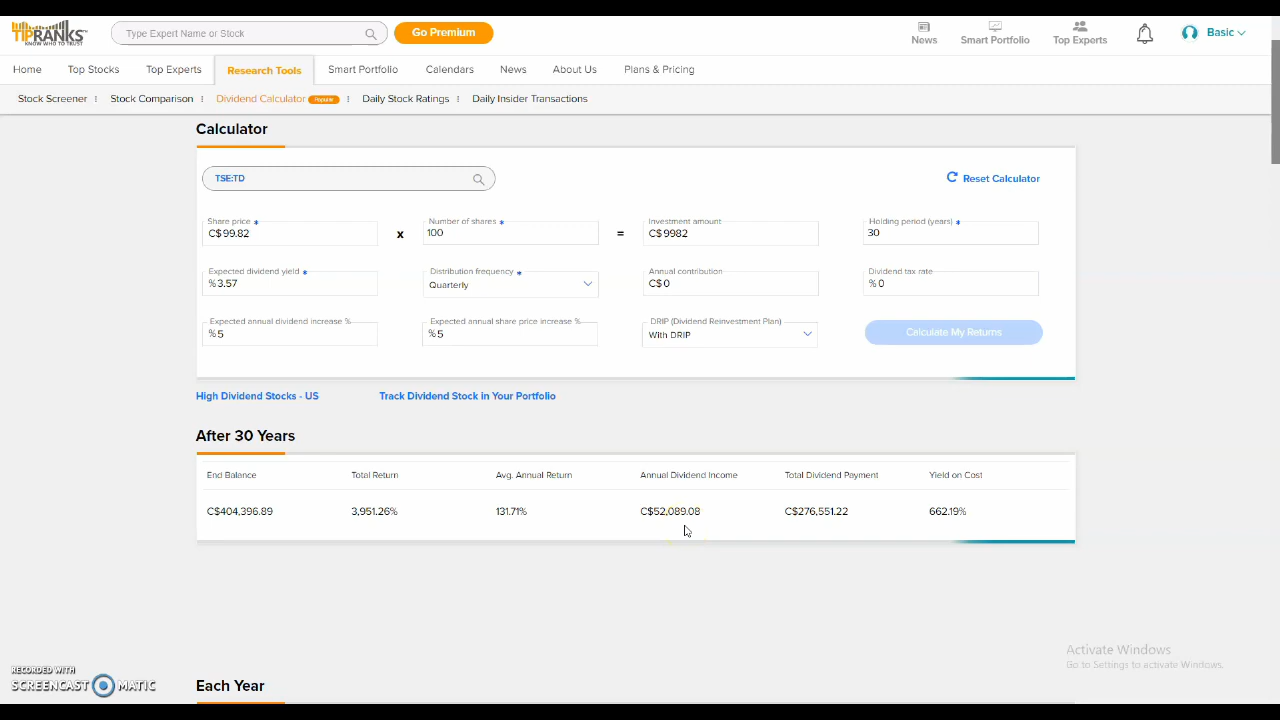 TIPRANKS
KNOW WHO TO TRUST
Type Expert Name or Stock
Go Premium
News
Smart Portfolio
Top Experts
Basic
Home
Top Stocks
Top Experts
Research Tools
Smart Portfolio
Calendars
News
About Us
Plans & Pricing
Stock Screener
Stock Comparison
Dividend Calculator
Popular
Daily Stock Ratings
Daily Insider Transactions
Calculator
TSE:TD
Reset Calculator
Share price *
C$ 99.82
x
Number of shares *
100
=
Investment amount
C$ 9982
Holding period (years) *
30
Expected dividend yield *
% 3.57
Distribution frequency *
Quarterly
Annual contribution
C$ 0
Dividend tax rate
% 0
Expected annual dividend increase %
% 5
Expected annual share price increase %
% 5
DRIP (Dividend Reinvestment Plan)
With DRIP
Calculate My Returns
High Dividend Stocks - US
Track Dividend Stock in Your Portfolio
After 30 Years
End Balance
Total Return
Avg. Annual Return
Annual Dividend Income
Total Dividend Payment
Yield on Cost
C$404,396.89
3,951.26%
131.71%
C$52,089.08
C$276,551.22
662.19%
Activate Windows
Go to Settings to activate Windows.
RECORDED WITH
SCREENCAST MATIC
Each Year